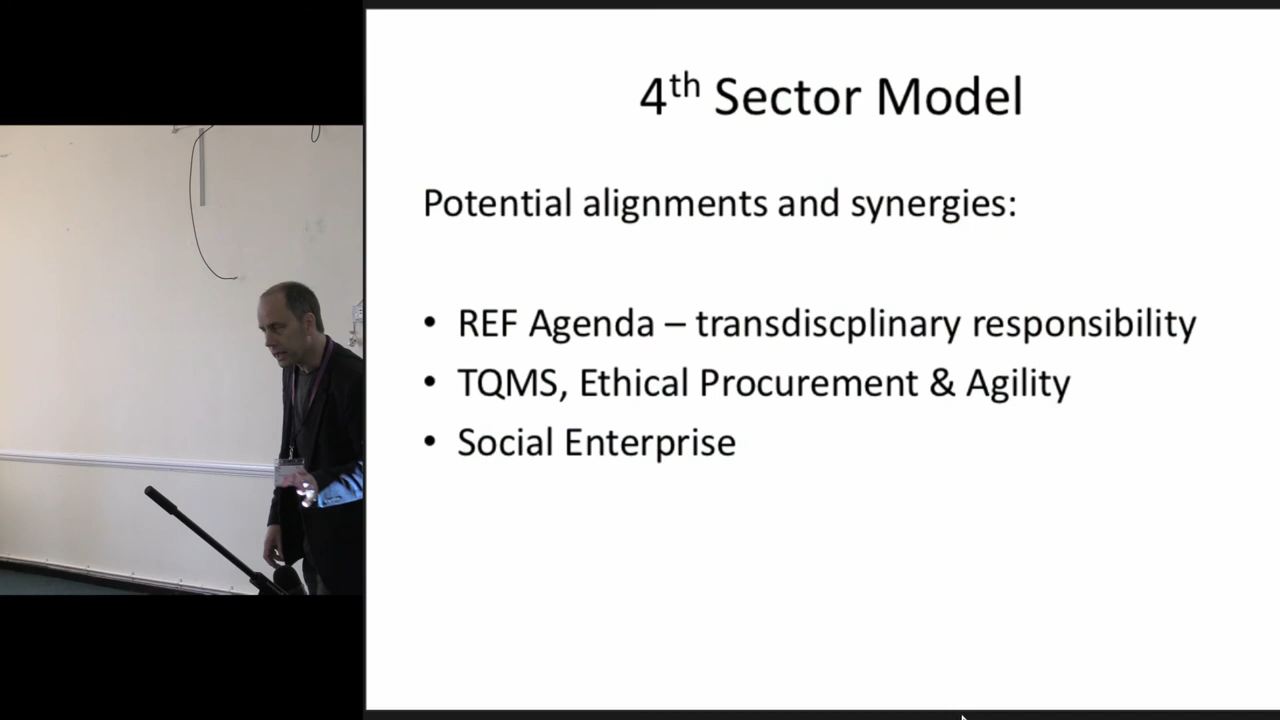 4th Sector Model
Potential alignments and synergies:
• REF Agenda – transdiscplinary responsibility
• TQMS, Ethical Procurement & Agility
• Social Enterprise